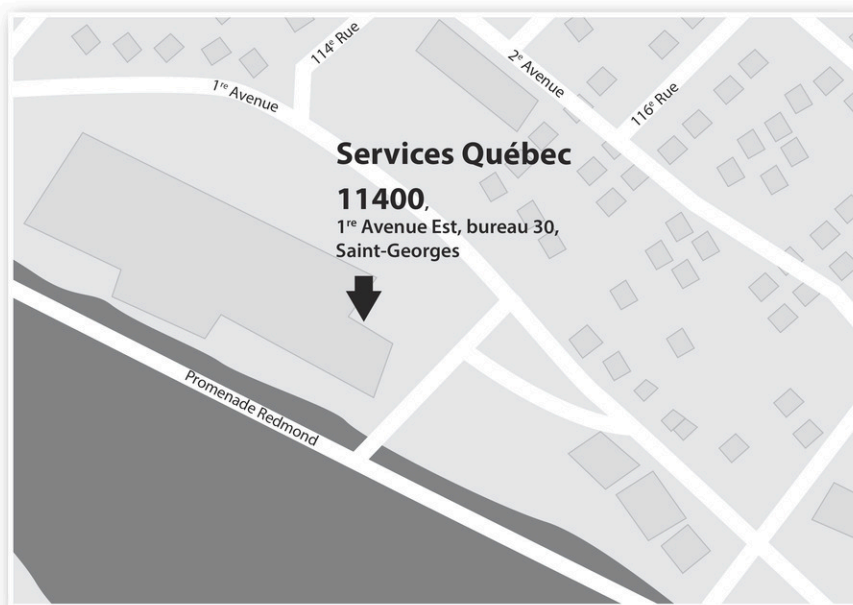 114e Rue
2e Avenue
1re Avenue
116e Rue
Services Québec
11400,
1re Avenue Est, bureau 30,
Saint-Georges
Promenade Redmond